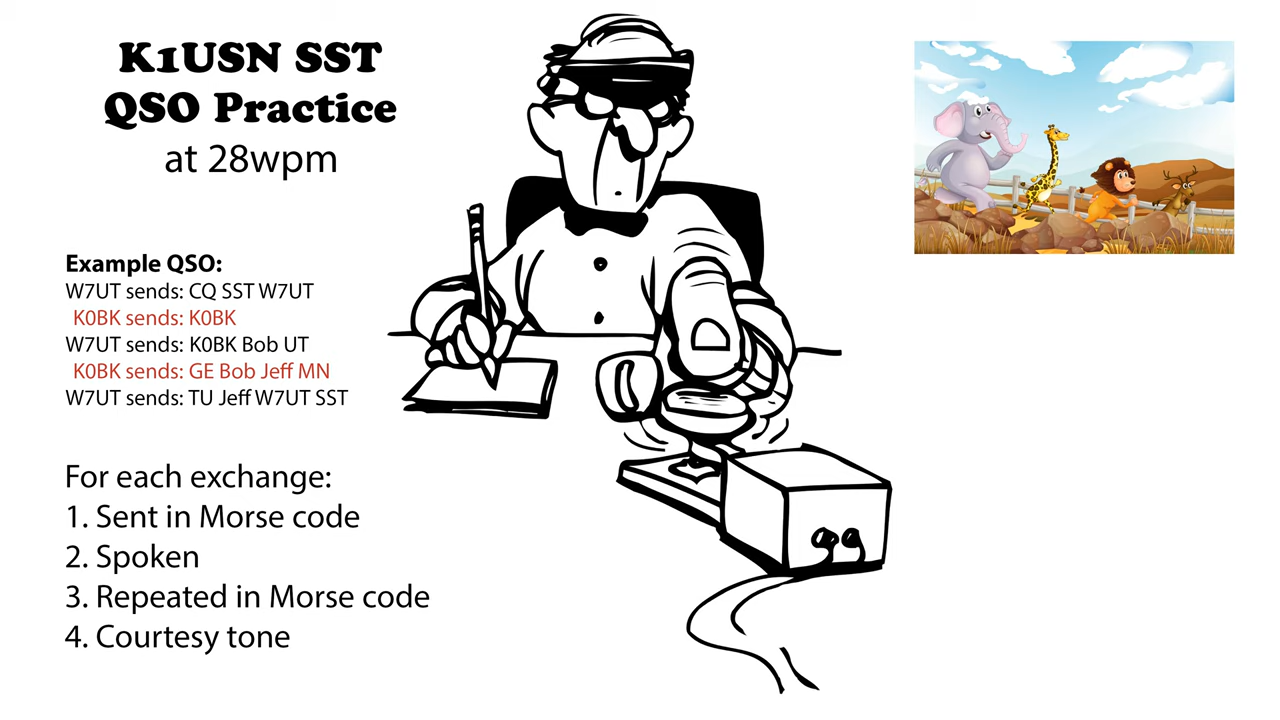 K1USN SST
QSO Practice
at 28wpm
Example QSO:
W7UT sends: CQ SST W7UT
K0BK sends: K0BK
W7UT sends: K0BK Bob UT
K0BK sends: GE Bob Jeff MN
W7UT sends: TU Jeff W7UT SST
For each exchange:
1. Sent in Morse code
2. Spoken
3. Repeated in Morse code
4. Courtesy tone